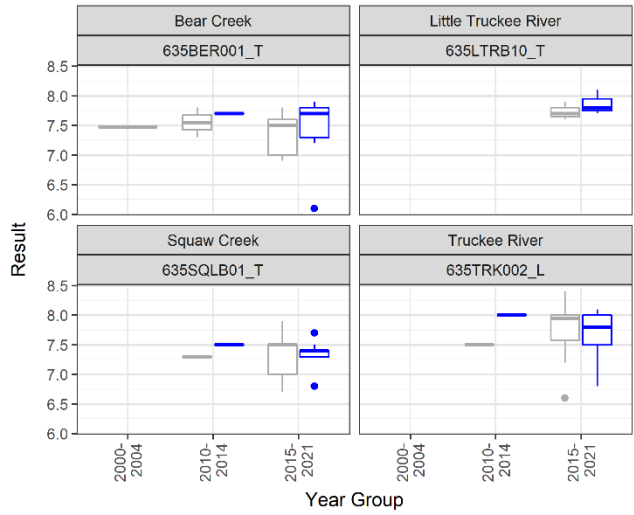 Bear Creek
Little Truckee River
635BER001_T
635LTRB10_T
8.5
8.0
7.5
7.0
6.5
6.0
Squaw Creek
Truckee River
635SQLB01_T
635TRK002_L
8.5
8.0
7.5
7.0
6.5
6.0
Result
2000-
2004
2010-
2014
2015-
2021
2000-
2004
2010-
2014
2015-
2021
Year Group